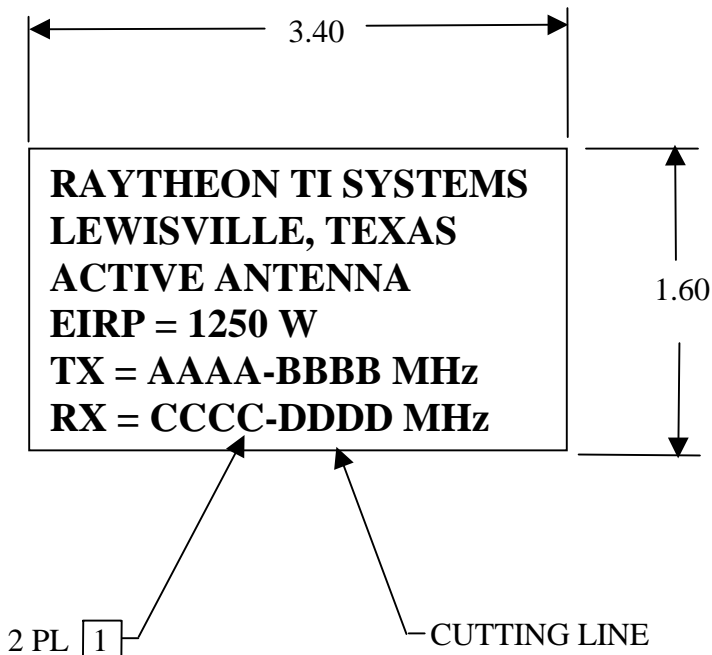 3.40
RAYTHEON TI SYSTEMS
LEWISVILLE, TEXAS
ACTIVE ANTENNA
EIRP = 1250 W
TX = AAAA-BBBB MHz
RX = CCCC-DDDD MHz
1.60
2 PL 1
CUTTING LINE